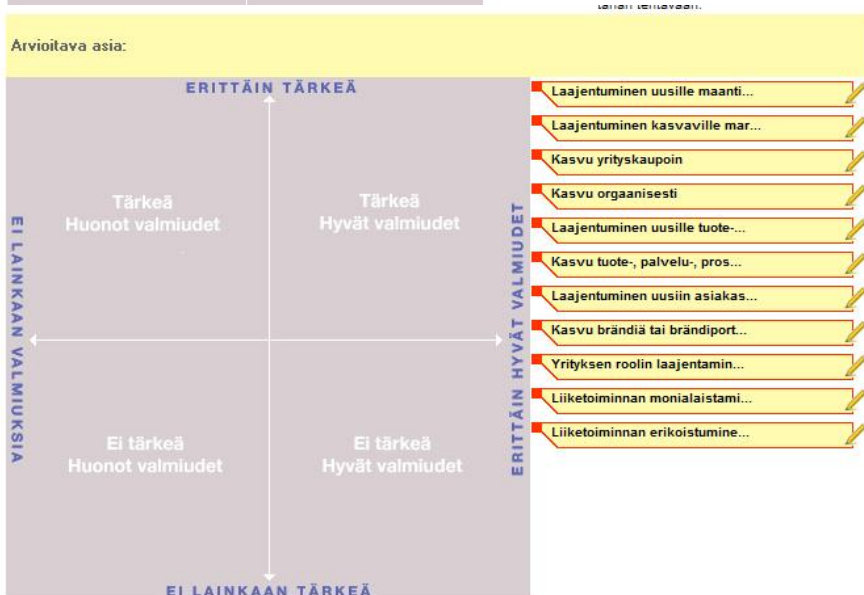 tähän tehtävään.
Arvioitava asia:
ERITTÄIN TÄRKEÄ
Tärkeä
Huonot valmiudet
Tärkeä
Hyvät valmiudet
EI LAINKAAN VALMIUKSIA
ERITTÄIN HYVÄT VALMIUDET
Ei tärkeä
Huonot valmiudet
Ei tärkeä
Hyvät valmiudet
EI LAINKAAN TÄRKEÄ
Laajentuminen uusille maanti...
Laajentuminen kasvaville mar...
Kasvu yrityskaupoin
Kasvu orgaanisesti
Laajentuminen uusille tuote-...
Kasvu tuote-, palvelu-, pros...
Laajentuminen uusiin asiakas...
Kasvu brändiä tai brändiport...
Yrityksen roolin laajentamin...
Liiketoiminnan monialaistami...
Liiketoiminnan erikoistumine...